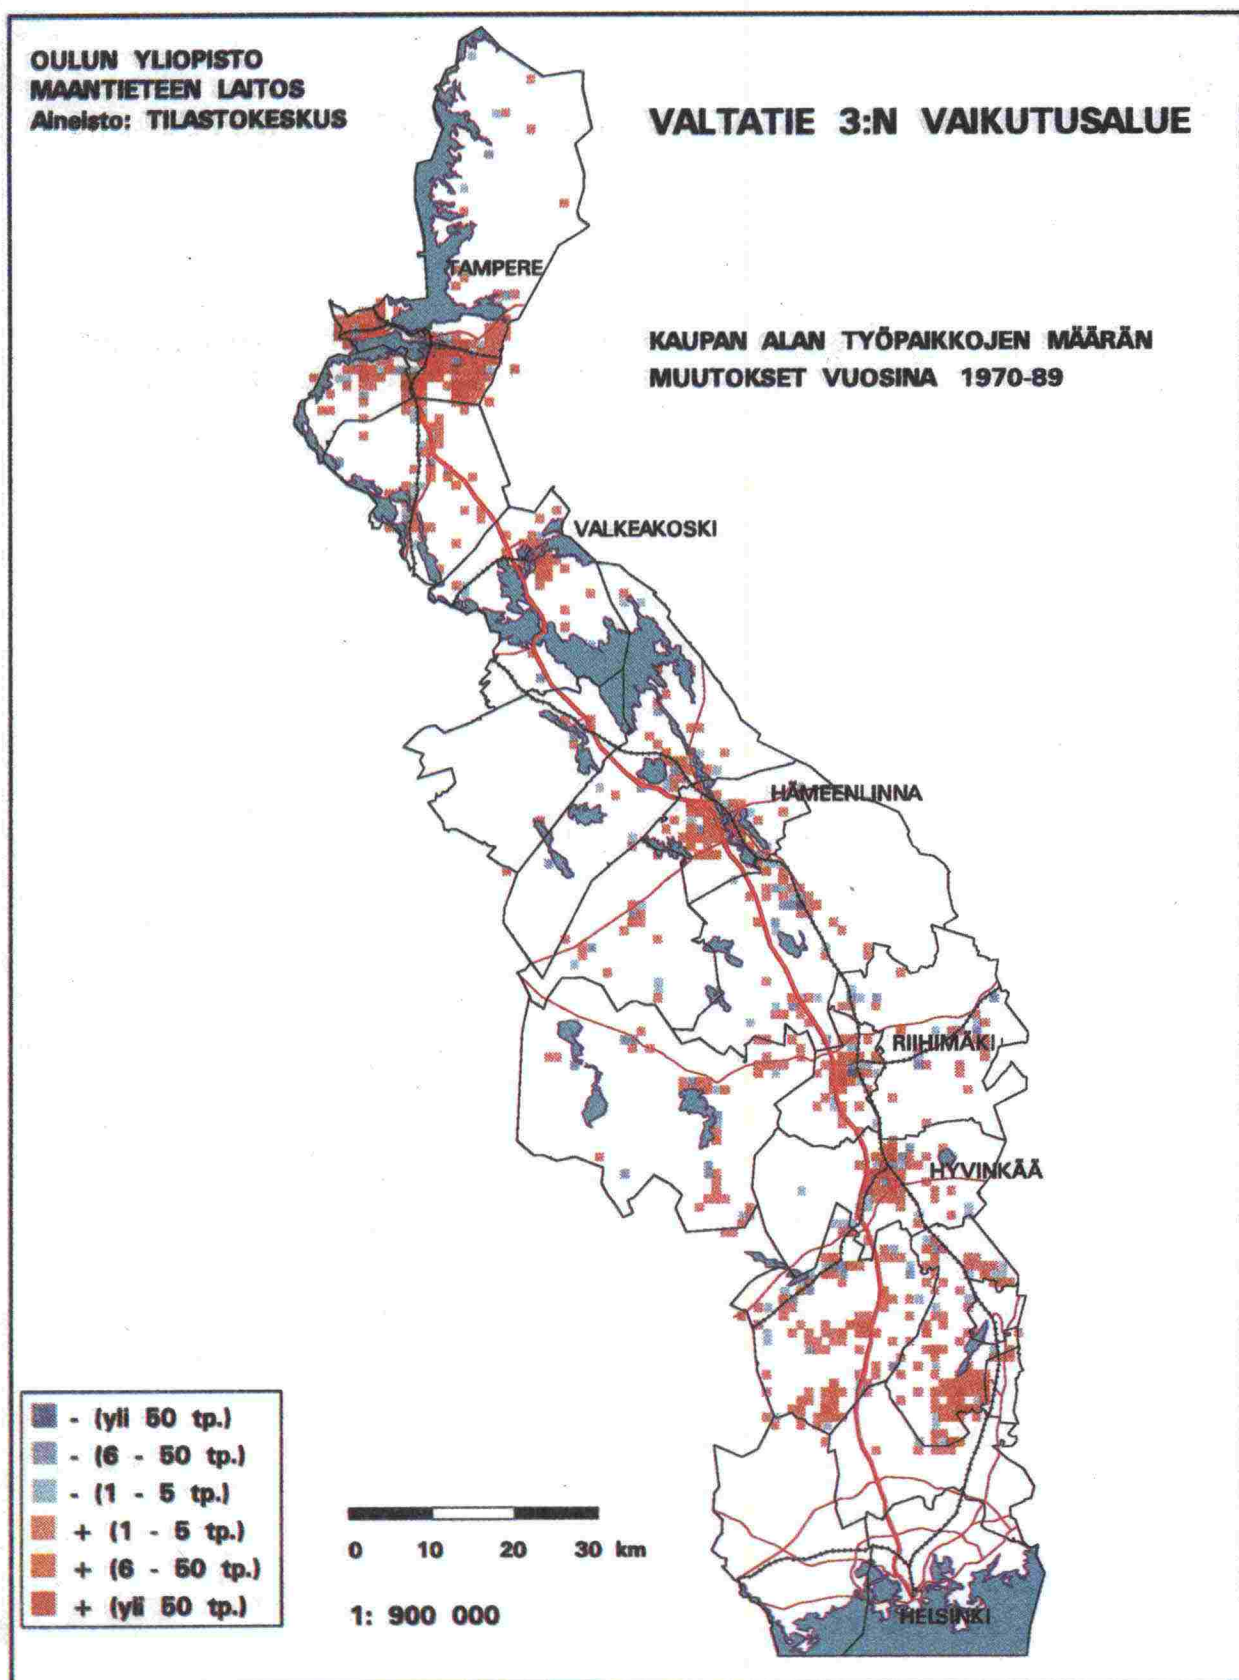 OULUN YLIOPISTO
MAANTIETEEN LAITOS
Aineisto: TILASTOKESKUS
VALTATIE 3:N VAIKUTUSALUE
TAMPERE
KAUPAN ALAN TYÖPAIKKOJEN MÄÄRÄN
MUUTOKSET VUOSINA 1970-89
VALKEAKOSKI
HÄMEENLINNA
RIIHIMÄKI
HYVINKÄÄ
- (yli 50 tp.)
- (6 - 50 tp.)
- (1 - 5 tp.)
+ (1 - 5 tp.)
+ (6 - 50 tp.)
+ (yli 50 tp.)
0 10 20 30 km
1: 900 000
HELSINKI